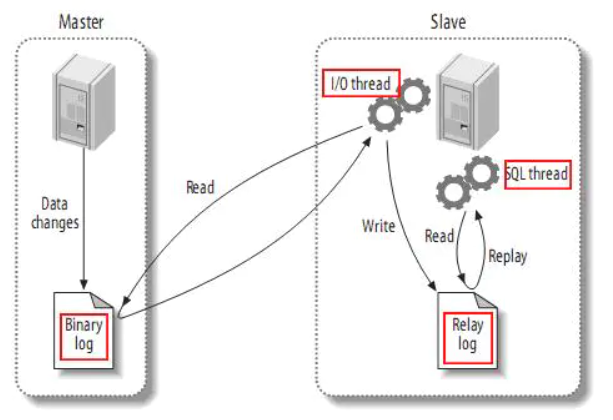 Master
Slave
I/O thread
SQL thread
Data
changes
Read
Write
Read
Replay
Binary
log
Relay
log